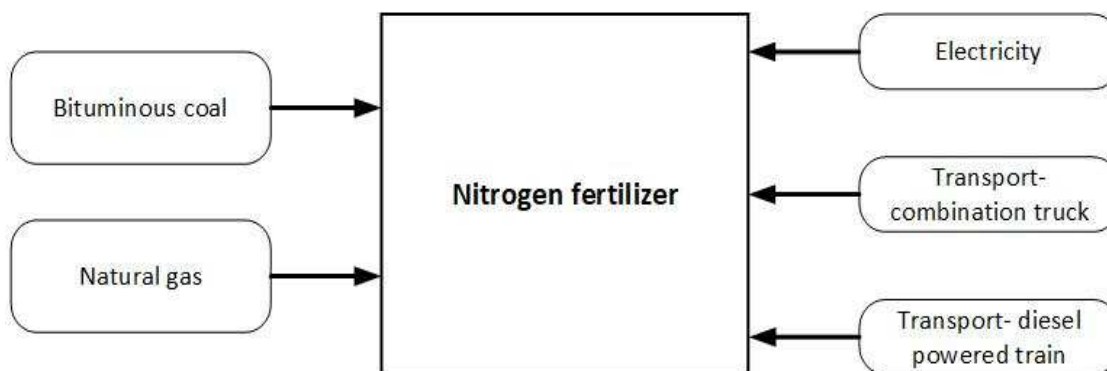 Bituminous coal
Natural gas
Nitrogen fertilizer
Electricity
Transport-
combination truck
Transport- diesel
powered train